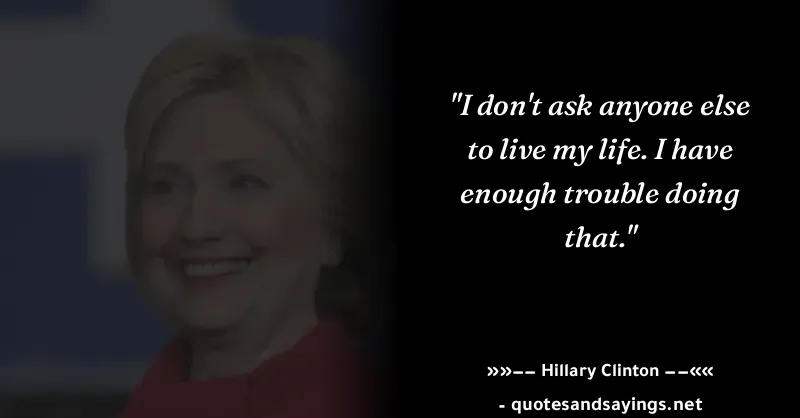 "I don't ask anyone else
to live my life. I have
enough trouble doing
that."
»»–– Hillary Clinton ––««
- quotesandsayings.net